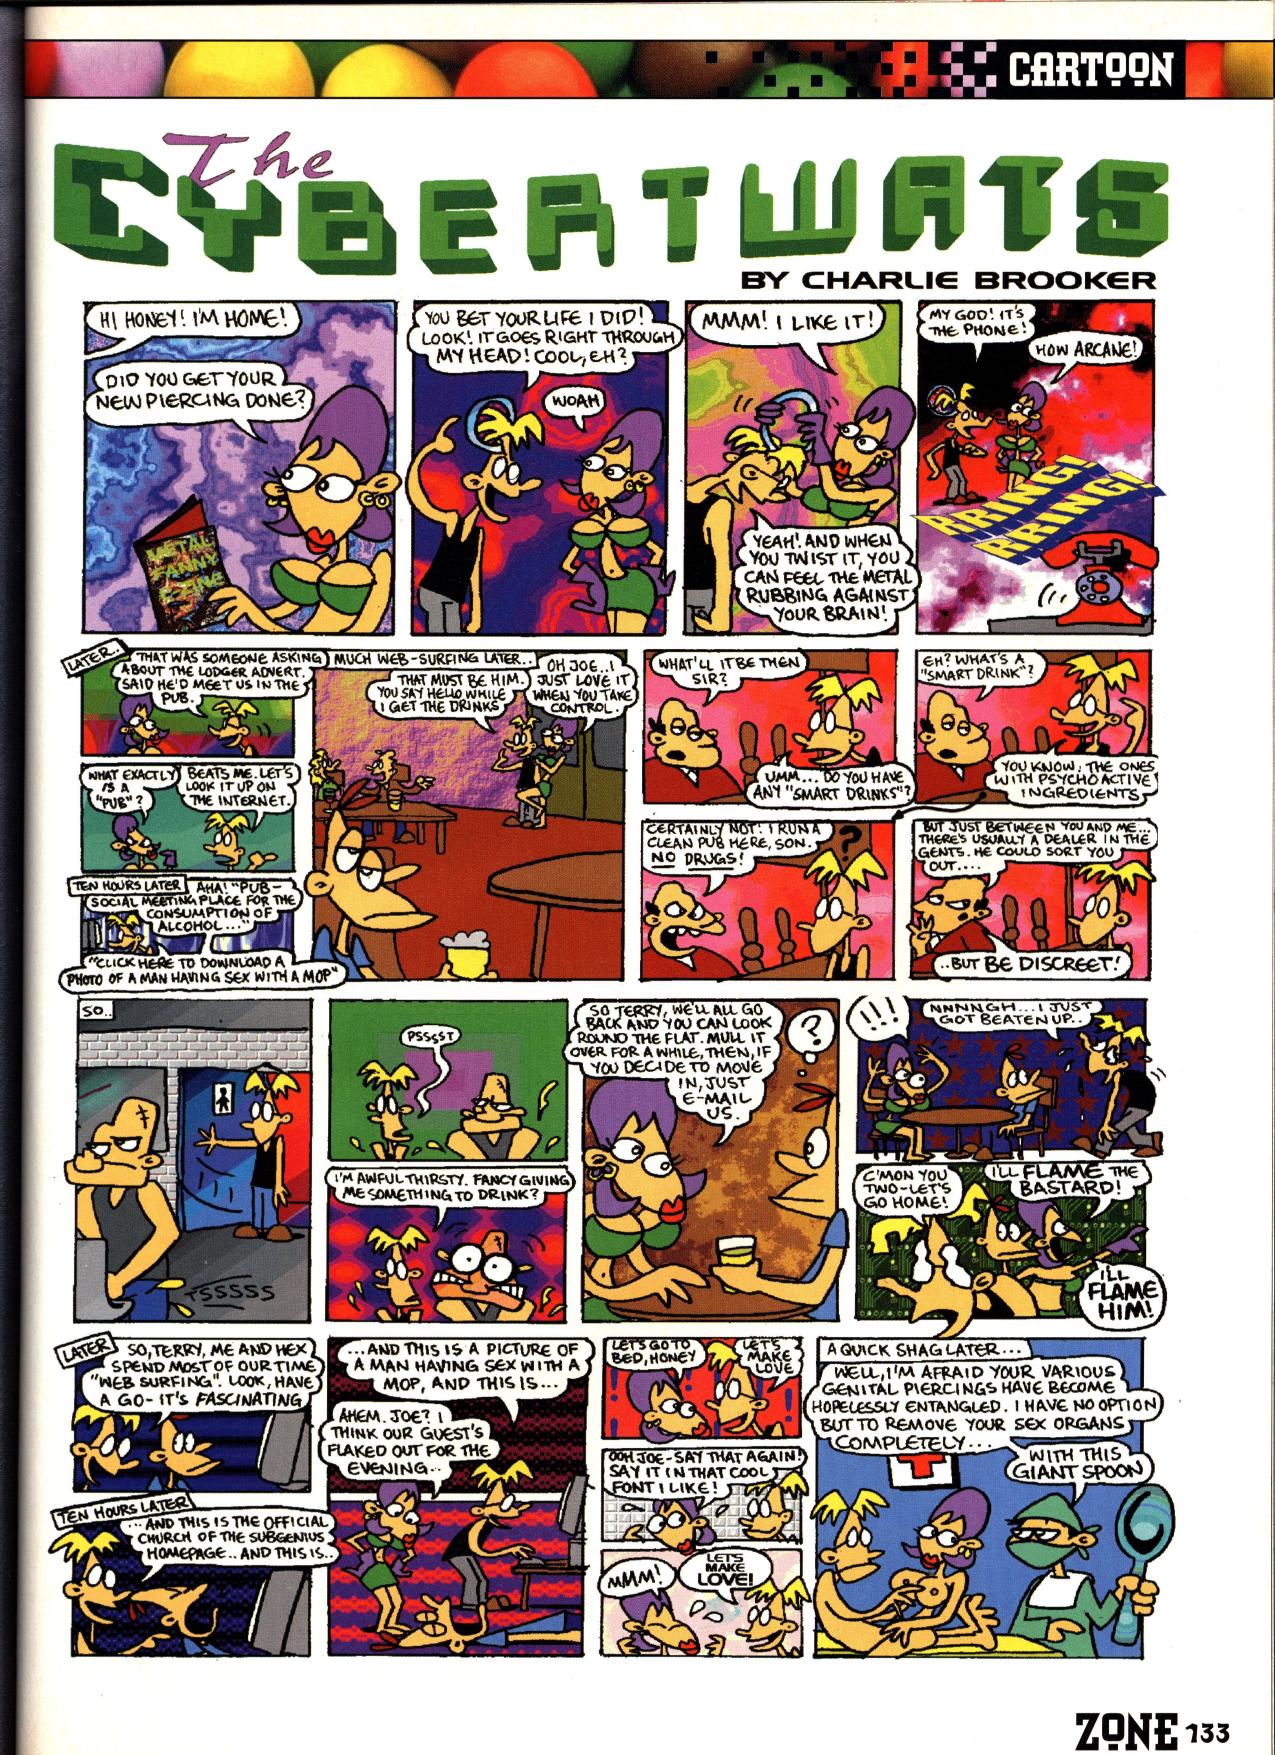 CARTOON
The
CYBERTWATS
BY CHARLIE BROOKER
HI HONEY! I'M HOME!
DID YOU GET YOUR
NEW PIERCING DONE?
METAL
FANNY
ZINE
YOU BET YOUR LIFE I DID!
LOOK! IT GOES RIGHT THROUGH
MY HEAD! COOL, EH?
WOAH
MMM! I LIKE IT!
YEAH! AND WHEN
YOU TWIST IT, YOU
CAN FEEL THE METAL
RUBBING AGAINST
YOUR BRAIN!
MY GOD! IT'S
THE PHONE!
HOW ARCANE!
BRING!
BRING!
LATER..
THAT WAS SOMEONE ASKING
ABOUT THE LODGER ADVERT.
SAID HE'D MEET US IN THE
PUB.
WHAT EXACTLY
IS A
"PUB"?
BEATS ME. LET'S
LOOK IT UP ON
THE INTERNET.
TEN HOURS LATER
AHA! "PUB-
SOCIAL MEETING PLACE FOR THE
CONSUMPTION OF
ALCOHOL..."
"CLICK HERE TO DOWNLOAD A
PHOTO OF A MAN HAVING SEX WITH A MOP"
MUCH WEB-SURFING LATER..
THAT MUST BE HIM.
YOU SAY HELLO WHILE
I GET THE DRINKS
OH JOE.. I
JUST LOVE IT
WHEN YOU TAKE
CONTROL.
WHAT'LL IT BE THEN
SIR?
UMM... DO YOU HAVE
ANY "SMART DRINKS"?
EH? WHAT'S A
"SMART DRINK"?
YOU KNOW: THE ONES
WITH PSYCHOACTIVE
INGREDIENTS
CERTAINLY NOT! I RUN A
CLEAN PUB HERE, SON.
NO DRUGS!
?
BUT JUST BETWEEN YOU AND ME...
THERE'S USUALLY A DEALER IN THE
GENTS. HE COULD SORT YOU
OUT....
..BUT BE DISCREET!
SO..
TSSSSSS
PSSSST
I'M AWFUL THIRSTY. FANCY GIVING
ME SOMETHING TO DRINK?
SO TERRY, WE'LL ALL GO
BACK AND YOU CAN LOOK
ROUND THE FLAT. MULL IT
OVER FOR A WHILE, THEN, IF
YOU DECIDE TO MOVE
IN, JUST
E-MAIL
US.
?
!!!
NNNNGH... I JUST
GOT BEATEN UP..
C'MON YOU
TWO-LET'S
GO HOME!
I'LL FLAME THE
BASTARD!
I'LL
FLAME
HIM!
LATER
SO, TERRY, ME AND HEX
SPEND MOST OF OUR TIME
"WEB SURFING". LOOK, HAVE
A GO- IT'S FASCINATING
TEN HOURS LATER
...AND THIS IS THE OFFICIAL
CHURCH OF THE SUBGENIUS
HOMEPAGE.. AND THIS IS..
...AND THIS IS A PICTURE OF
A MAN HAVING SEX WITH A
MOP, AND THIS IS...
AHEM. JOE? I
THINK OUR GUEST'S
FLAKED OUT FOR THE
EVENING..
LET'S GO TO
BED, HONEY
LET'S
MAKE
LOVE
OOH JOE-SAY THAT AGAIN!
SAY IT IN THAT COOL
FONT I LIKE!
MMM!
LETS
MAKE
LOVE!
A QUICK SHAG LATER...
WELL, I'M AFRAID YOUR VARIOUS
GENITAL PIERCINGS HAVE BECOME
HOPELESSLY ENTANGLED. I HAVE NO OPTION
BUT TO REMOVE YOUR SEX ORGANS
COMPLETELY...
WITH THIS
GIANT SPOON
ZONE 133